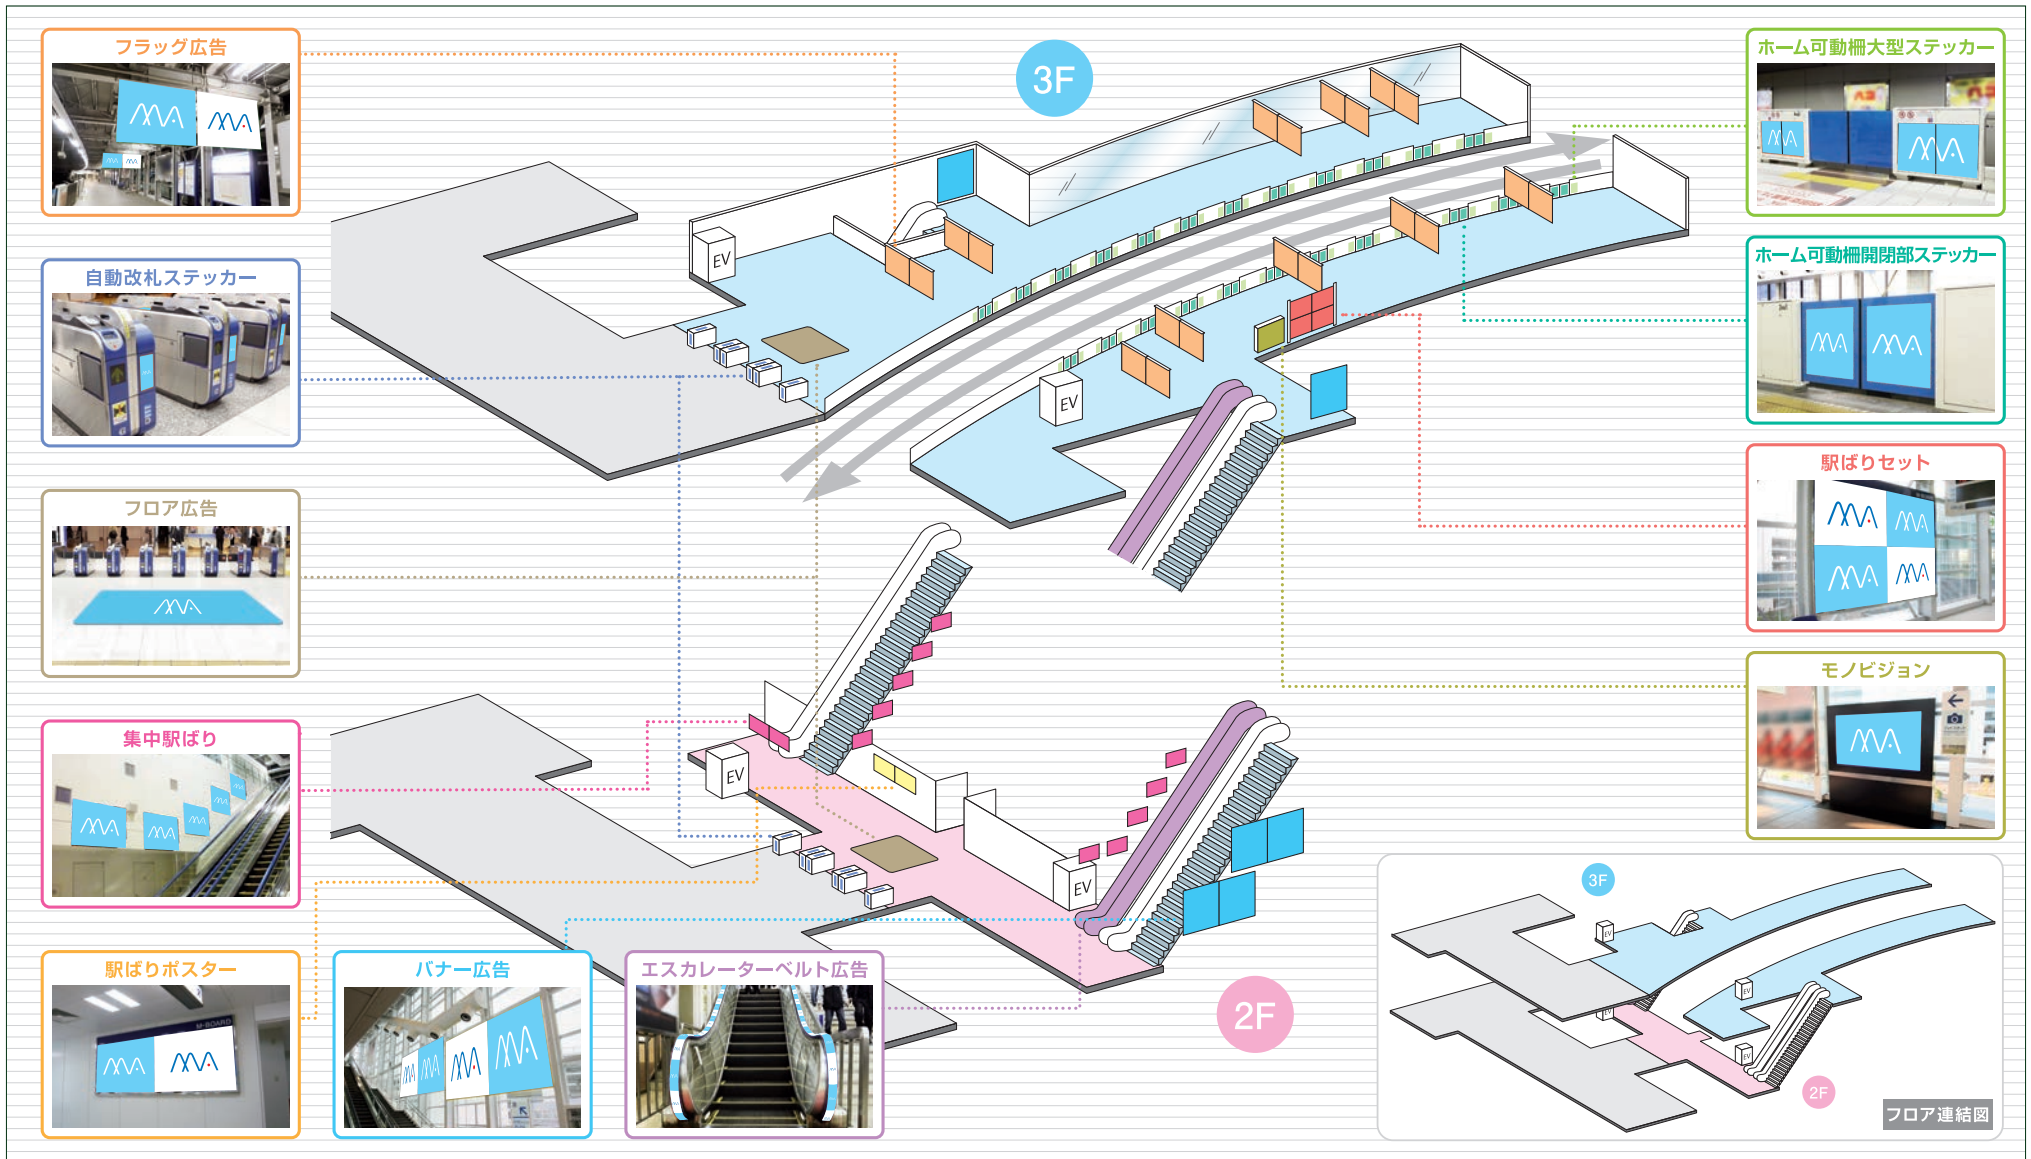 フラッグ広告
3F
ホーム可動柵大型ステッカー
自動改札ステッカー
EV
ホーム可動柵開閉部ステッカー
EV
フロア広告
駅ばりセット
集中駅ばり
EV
モノビジョン
EV
駅ばりポスター
M-BOARD
バナー広告
エスカレーターベルト広告
2F
3F
EV
EV
EV
EV
2F
フロア連結図